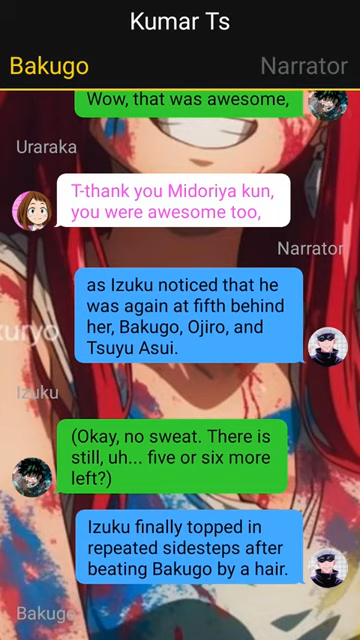 Kumar Ts
Bakugo
Narrator
Wow, that was awesome,
Uraraka
T-thank you Midoriya kun,
you were awesome too,
Narrator
as Izuku noticed that he
was again at fifth behind
her, Bakugo, Ojiro, and
Tsuyu Asui.
kuryo
Izuku
(Okay, no sweat. There is
still, uh... five or six more
left?)
Izuku finally topped in
repeated sidesteps after
beating Bakugo by a hair.
Bakugo